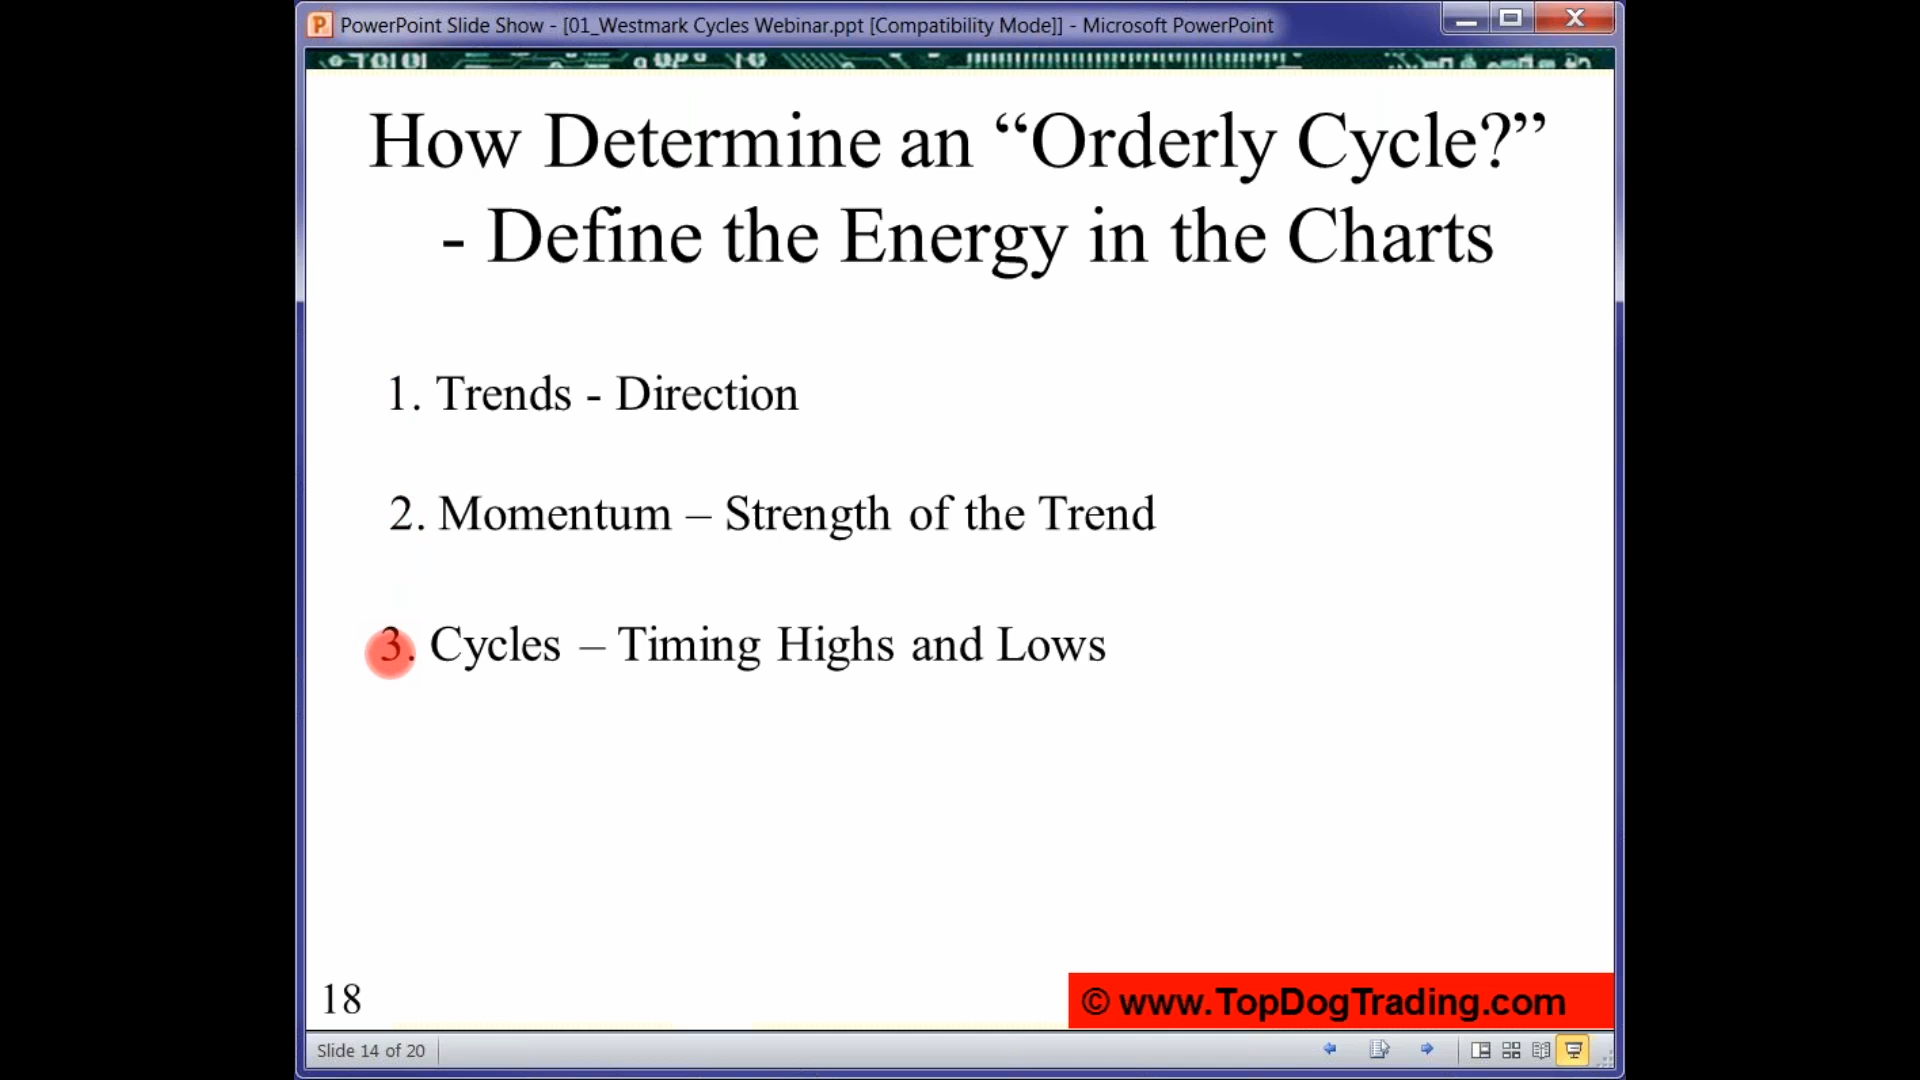 PowerPoint Slide Show - [01_Westmark Cycles Webinar.ppt [Compatibility Mode]] - Microsoft PowerPoint
How Determine an “Orderly Cycle?”
- Define the Energy in the Charts
1. Trends - Direction
2. Momentum – Strength of the Trend
3. Cycles – Timing Highs and Lows
18
© www.TopDogTrading.com
Slide 14 of 20